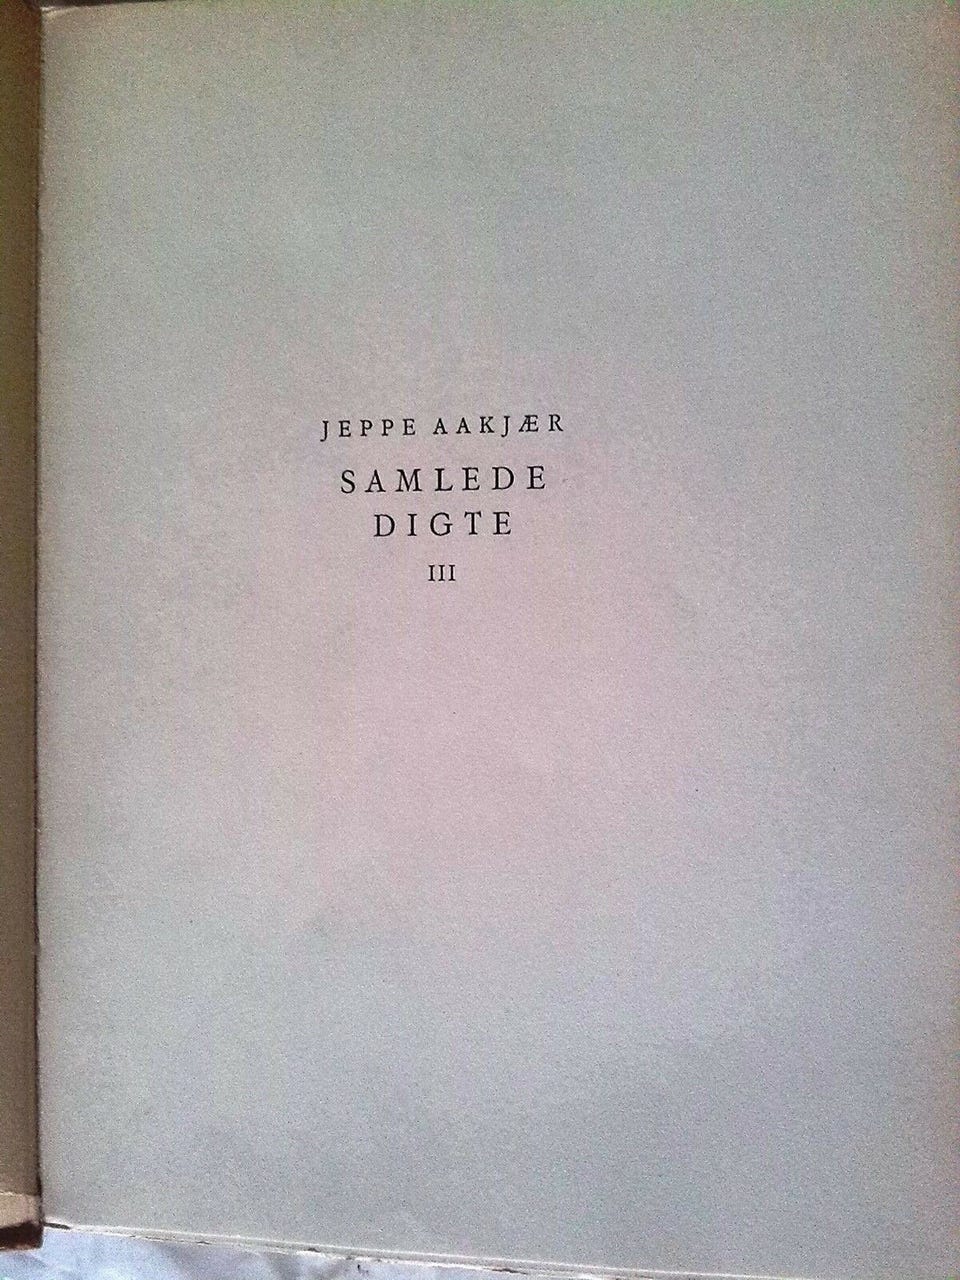 JEPPE AAKJÆR
SAMLEDE
DIGTE
III